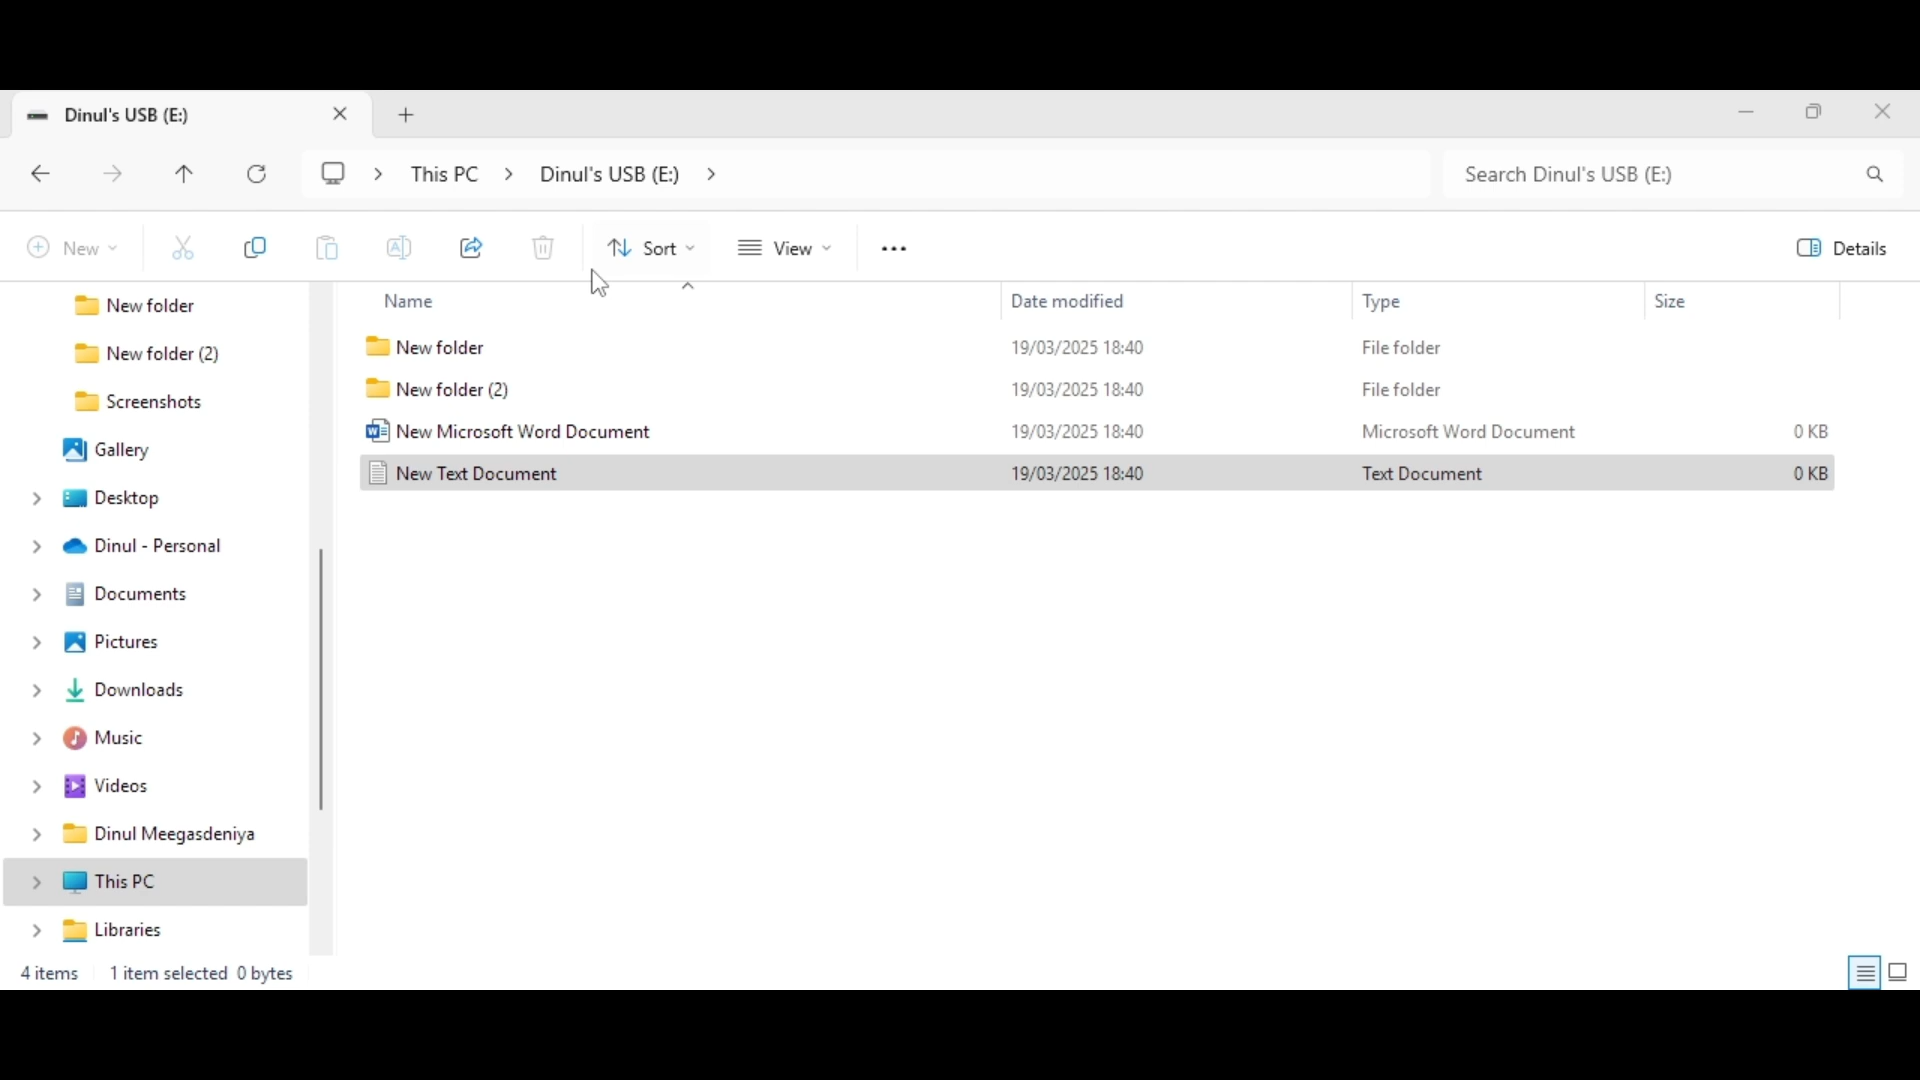 Dinul's USB (E:)
This PC Dinul's USB (E:) Search Dinul's USB (E:)
New Sort View Details
Name Date modified Type Size
New folder
New folder (2)
Screenshots
Gallery
Desktop
Dinul - Personal
Documents
Pictures
Downloads
Music
Videos
Dinul Meegasdeniya
This PC
Libraries
New folder 19/03/2025 18:40 File folder
New folder (2) 19/03/2025 18:40 File folder
New Microsoft Word Document 19/03/2025 18:40 Microsoft Word Document 0 KB
New Text Document 19/03/2025 18:40 Text Document 0 KB
4 items 1 item selected 0 bytes